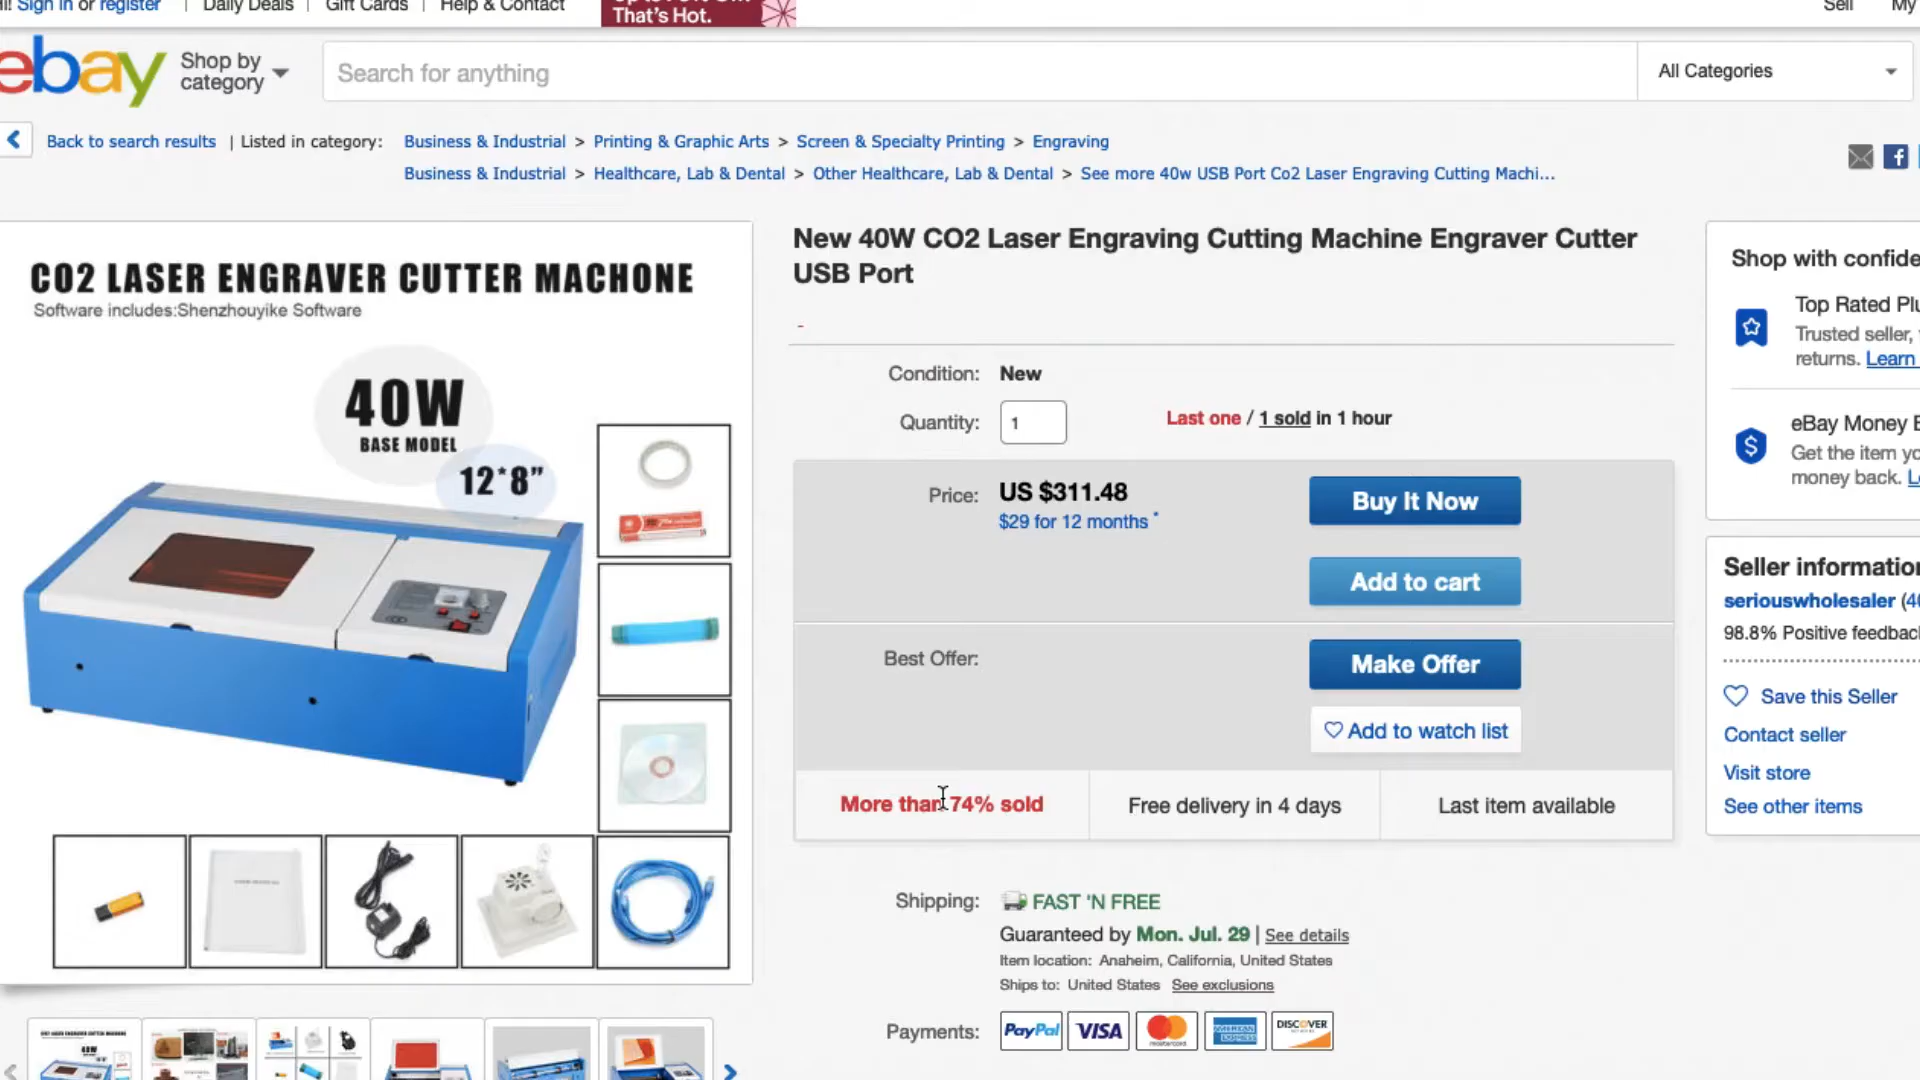 Sign in or register | Daily Deals | Gift Cards | Help & Contact
That's Hot.
Sell My
ebay
Shop by
category
Search for anything
All Categories
Back to search results | Listed in category:
Business & Industrial > Printing & Graphic Arts > Screen & Specialty Printing > Engraving
Business & Industrial > Healthcare, Lab & Dental > Other Healthcare, Lab & Dental > See more 40w USB Port Co2 Laser Engraving Cutting Machi...
CO2 LASER ENGRAVER CUTTER MACHONE
Software includes:Shenzhouyike Software
40W
BASE MODEL
12*8"
New 40W CO2 Laser Engraving Cutting Machine Engraver Cutter
USB Port
-
Condition: New
Quantity: 1
Last one / 1 sold in 1 hour
Price: US $311.48
$29 for 12 months *
Buy It Now
Add to cart
Best Offer:
Make Offer
Add to watch list
More than 74% sold
Free delivery in 4 days
Last item available
Shipping: FAST 'N FREE
Guaranteed by Mon. Jul. 29 | See details
Item location: Anaheim, California, United States
Ships to: United States See exclusions
Payments: PayPal VISA mastercard AMERICAN EXPRESS DISCOVER
Shop with confide
Top Rated Plu
Trusted seller,
returns. Learn
eBay Money B
Get the item yo
money back. L
Seller information
seriouswholesaler (40
98.8% Positive feedbac
Save this Seller
Contact seller
Visit store
See other items